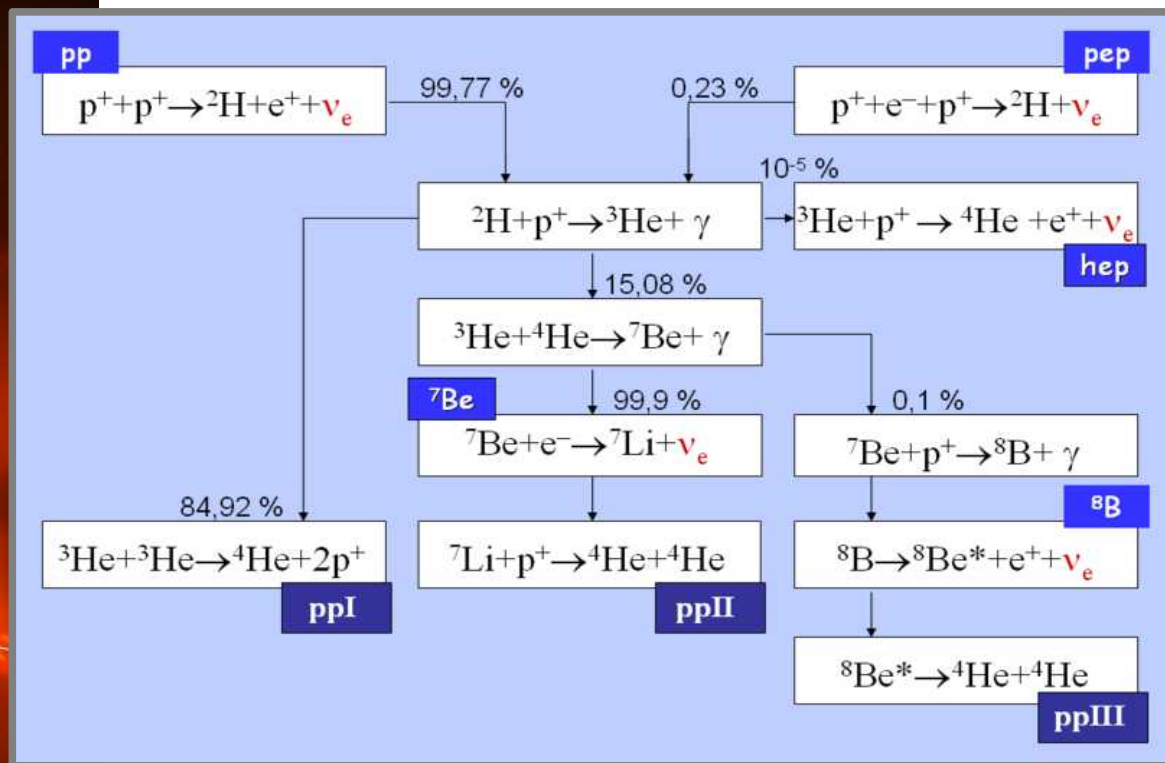 pp
pep
99,77 %
0,23 %
p⁺+p⁺→²H+e⁺+νₑ
p⁺+e⁻+p⁺→²H+νₑ
10⁻⁵ %
²H+p⁺→³He+ γ
³He+p⁺→ ⁴He +e⁺+νₑ
hep
15,08 %
³He+⁴He→⁷Be+ γ
⁷Be
99,9 %
0,1 %
⁷Be+e⁻→⁷Li+νₑ
⁷Be+p⁺→⁸B+ γ
84,92 %
⁸B
³He+³He→⁴He+2p⁺
⁷Li+p⁺→⁴He+⁴He
⁸B→⁸Be*+e⁺+νₑ
ppI
ppII
⁸Be*→⁴He+⁴He
ppIII